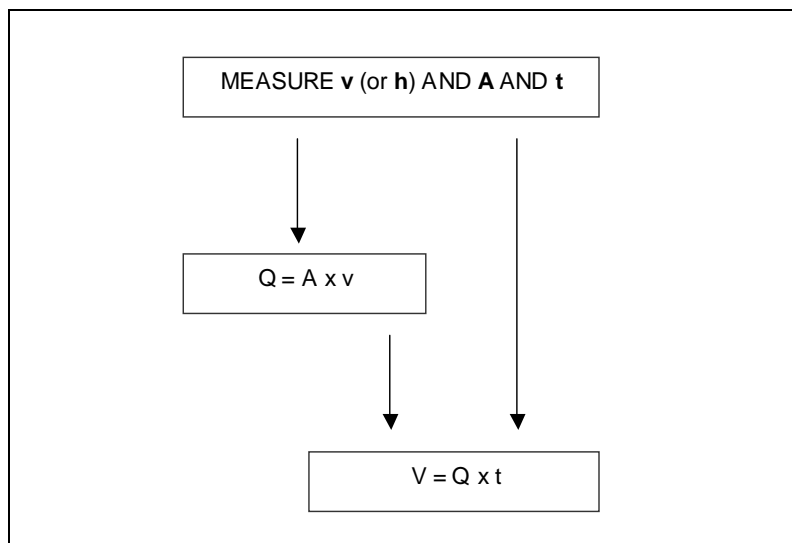 MEASURE v (or h) AND A AND t
Q = A x v
V = Q x t